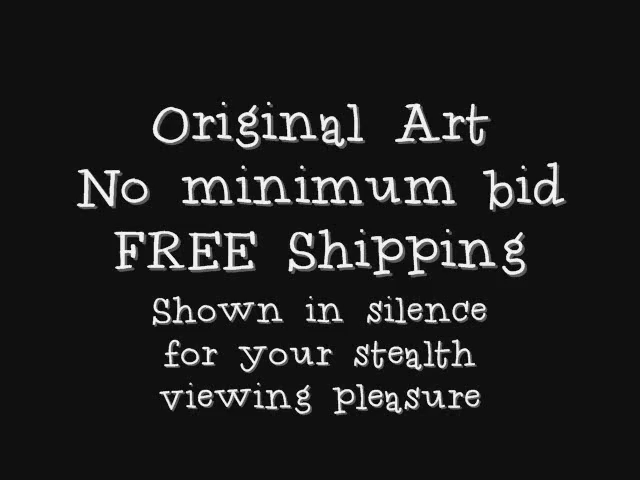 Original Art
No minimum bid
FREE Shipping
Shown in silence
for your stealth
viewing pleasure